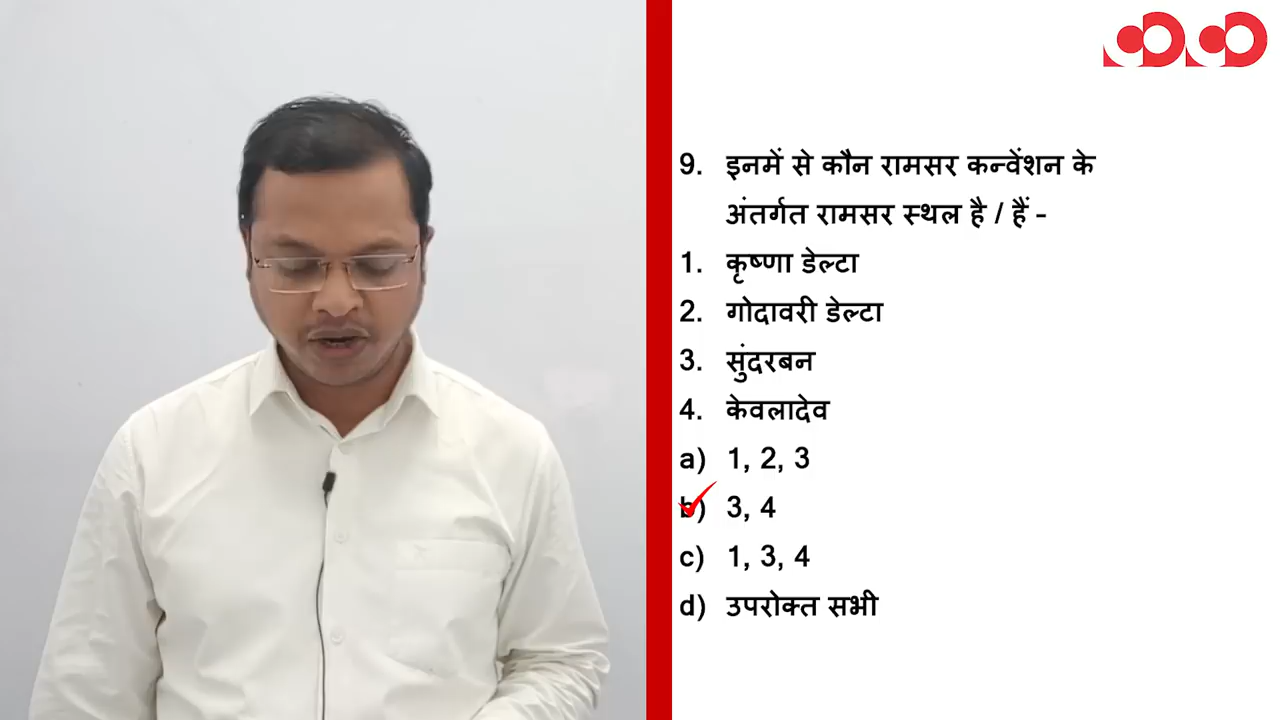 9. इनमें से कौन रामसर कन्वेंशन के
अंतर्गत रामसर स्थल है / हैं –
1. कृष्णा डेल्टा
2. गोदावरी डेल्टा
3. सुंदरबन
4. केवलादेव
a) 1, 2, 3
b) 3, 4
c) 1, 3, 4
d) उपरोक्त सभी